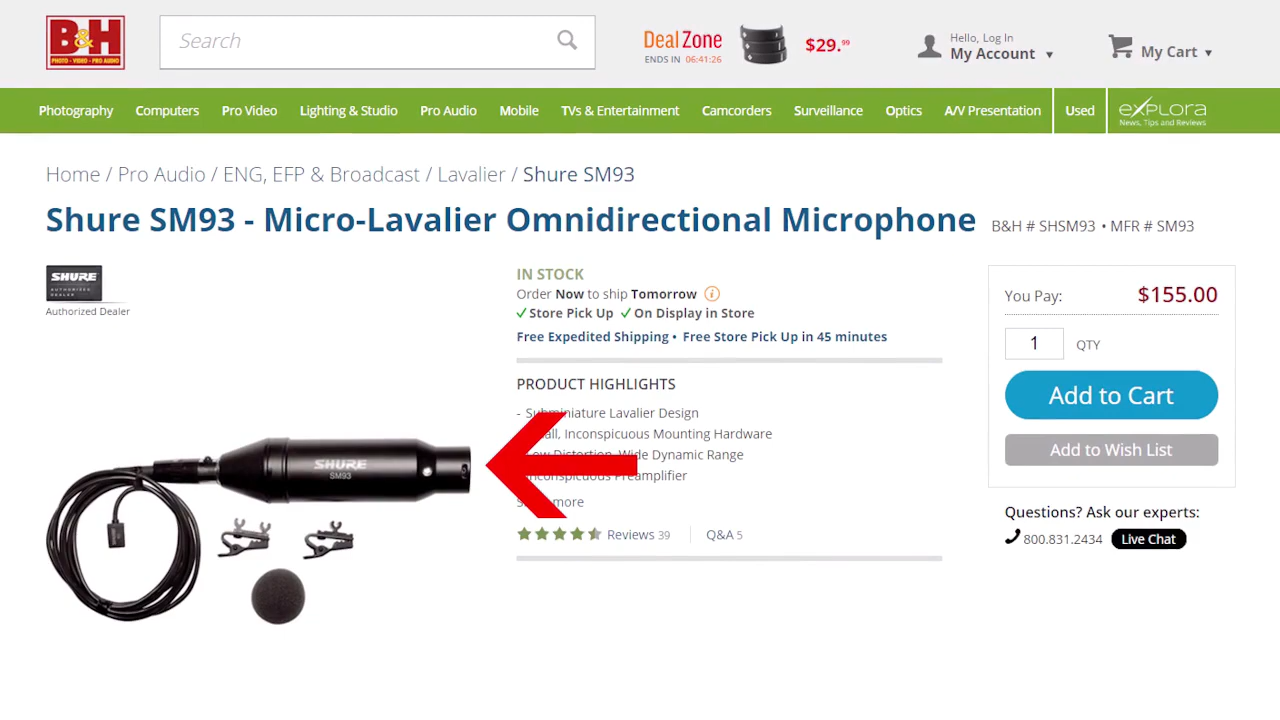 B&H
PHOTO - VIDEO - PRO AUDIO
Search
DealZone
ENDS IN 06:41:26
$29.99
Hello, Log In
My Account
My Cart
Photography Computers Pro Video Lighting & Studio Pro Audio Mobile TVs & Entertainment Camcorders Surveillance Optics A/V Presentation Used explora
News, Tips and Reviews
Home / Pro Audio / ENG, EFP & Broadcast / Lavalier / Shure SM93
Shure SM93 - Micro-Lavalier Omnidirectional Microphone B&H # SHSM93 • MFR # SM93
SHURE
AUTHORIZED
DEALER
Authorized Dealer
SHURE
SM93
IN STOCK
Order Now to ship Tomorrow
Store Pick Up On Display in Store
Free Expedited Shipping • Free Store Pick Up in 45 minutes
PRODUCT HIGHLIGHTS
- Subminiature Lavalier Design
Inconspicuous Mounting Hardware
Low Distortion, Wide Dynamic Range
Inconspicuous Preamplifier
more
Reviews 39 Q&A 5
You Pay: $155.00
1 QTY
Add to Cart
Add to Wish List
Questions? Ask our experts:
800.831.2434 Live Chat